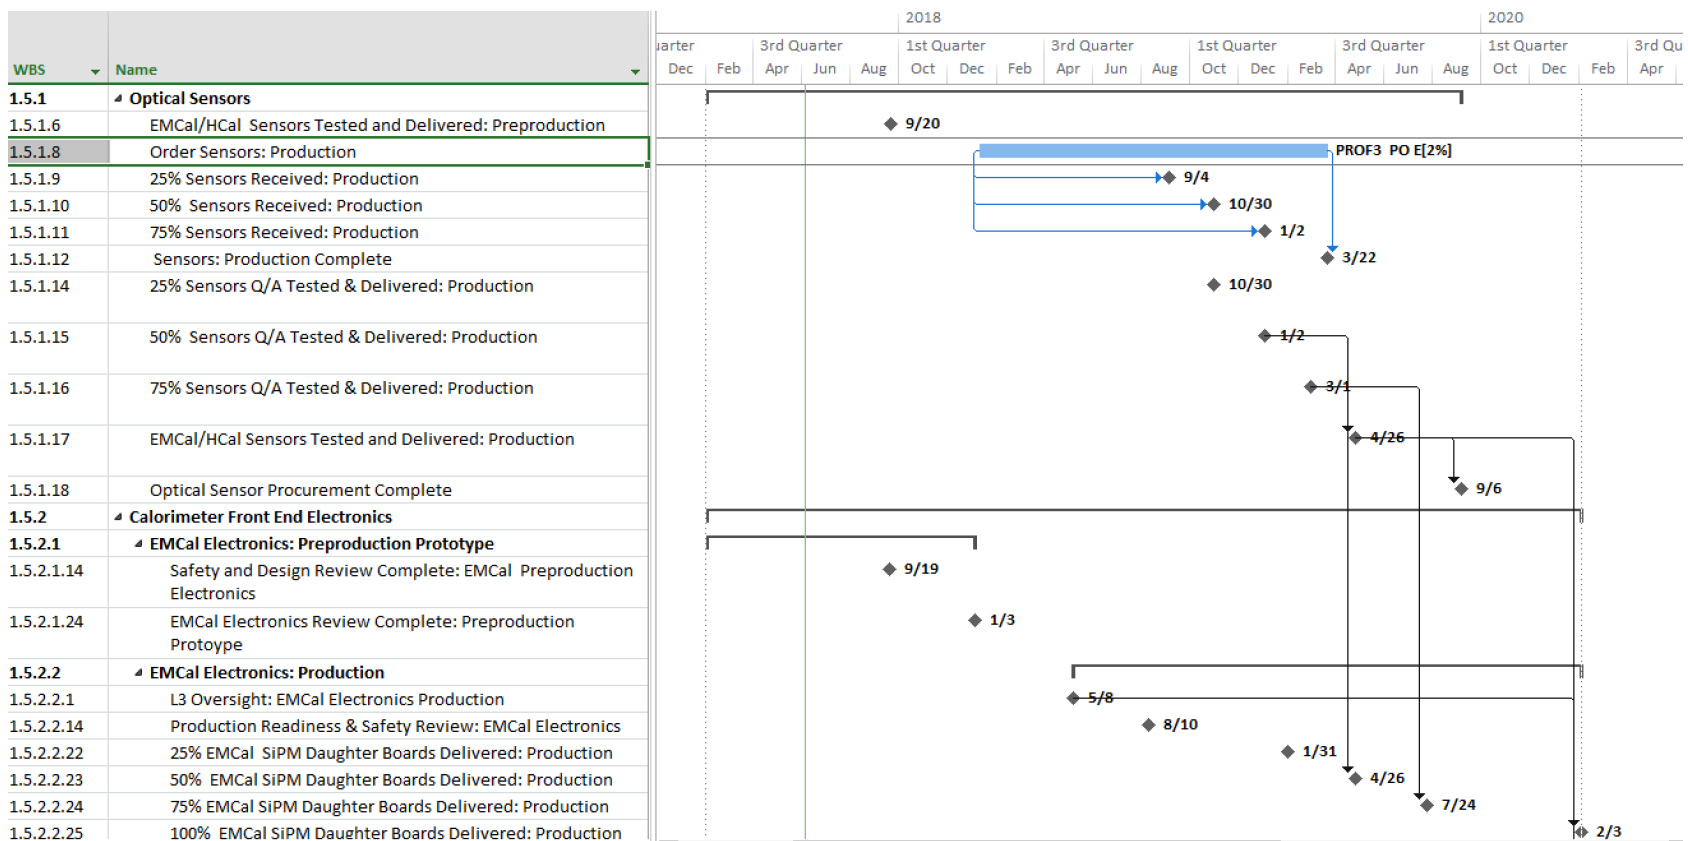 2018 2020
uarter 3rd Quarter 1st Quarter 3rd Quarter 1st Quarter 3rd Quarter 1st Quarter 3rd Qu
WBS Name Dec Feb Apr Jun Aug Oct Dec Feb Apr Jun Aug Oct Dec Feb Apr Jun Aug Oct Dec Feb Apr
1.5.1 Optical Sensors
1.5.1.6 EMCal/HCal Sensors Tested and Delivered: Preproduction 9/20
1.5.1.8 Order Sensors: Production PROF3 PO E[2%]
1.5.1.9 25% Sensors Received: Production 9/4
1.5.1.10 50% Sensors Received: Production 10/30
1.5.1.11 75% Sensors Received: Production 1/2
1.5.1.12 Sensors: Production Complete 3/22
1.5.1.14 25% Sensors Q/A Tested & Delivered: Production 10/30
1.5.1.15 50% Sensors Q/A Tested & Delivered: Production 1/2
1.5.1.16 75% Sensors Q/A Tested & Delivered: Production 3/1
1.5.1.17 EMCal/HCal Sensors Tested and Delivered: Production 4/26
1.5.1.18 Optical Sensor Procurement Complete 9/6
1.5.2 Calorimeter Front End Electronics
1.5.2.1 EMCal Electronics: Preproduction Prototype
1.5.2.1.14 Safety and Design Review Complete: EMCal Preproduction 9/19
Electronics
1.5.2.1.24 EMCal Electronics Review Complete: Preproduction 1/3
Protoype
1.5.2.2 EMCal Electronics: Production
1.5.2.2.1 L3 Oversight: EMCal Electronics Production 5/8
1.5.2.2.14 Production Readiness & Safety Review: EMCal Electronics 8/10
1.5.2.2.22 25% EMCal SiPM Daughter Boards Delivered: Production 1/31
1.5.2.2.23 50% EMCal SiPM Daughter Boards Delivered: Production 4/26
1.5.2.2.24 75% EMCal SiPM Daughter Boards Delivered: Production 7/24
1.5.2.2.25 100% EMCal SiPM Daughter Boards Delivered: Production 2/3